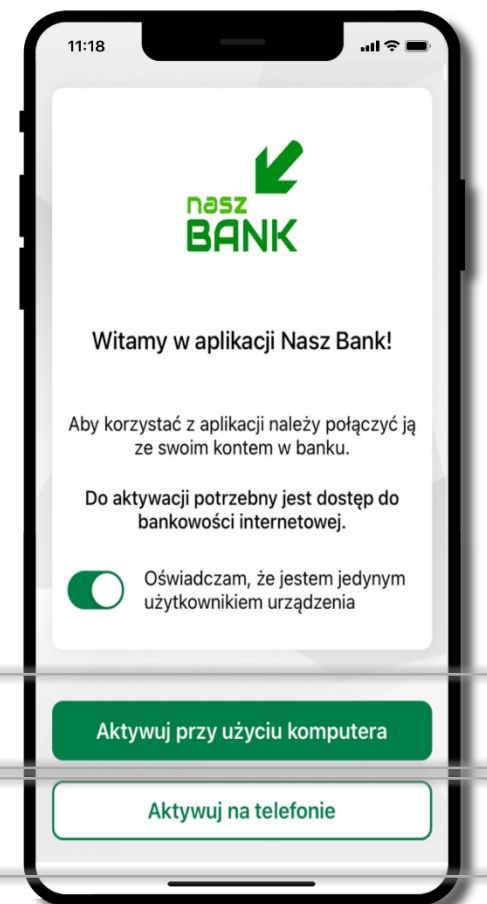 11:18
nasz
BANK
Witamy w aplikacji Nasz Bank!
Aby korzystać z aplikacji należy połączyć ją
ze swoim kontem w banku.
Do aktywacji potrzebny jest dostęp do
bankowości internetowej.
Oświadczam, że jestem jedynym
użytkownikiem urządzenia
Aktywuj przy użyciu komputera
Aktywuj na telefonie